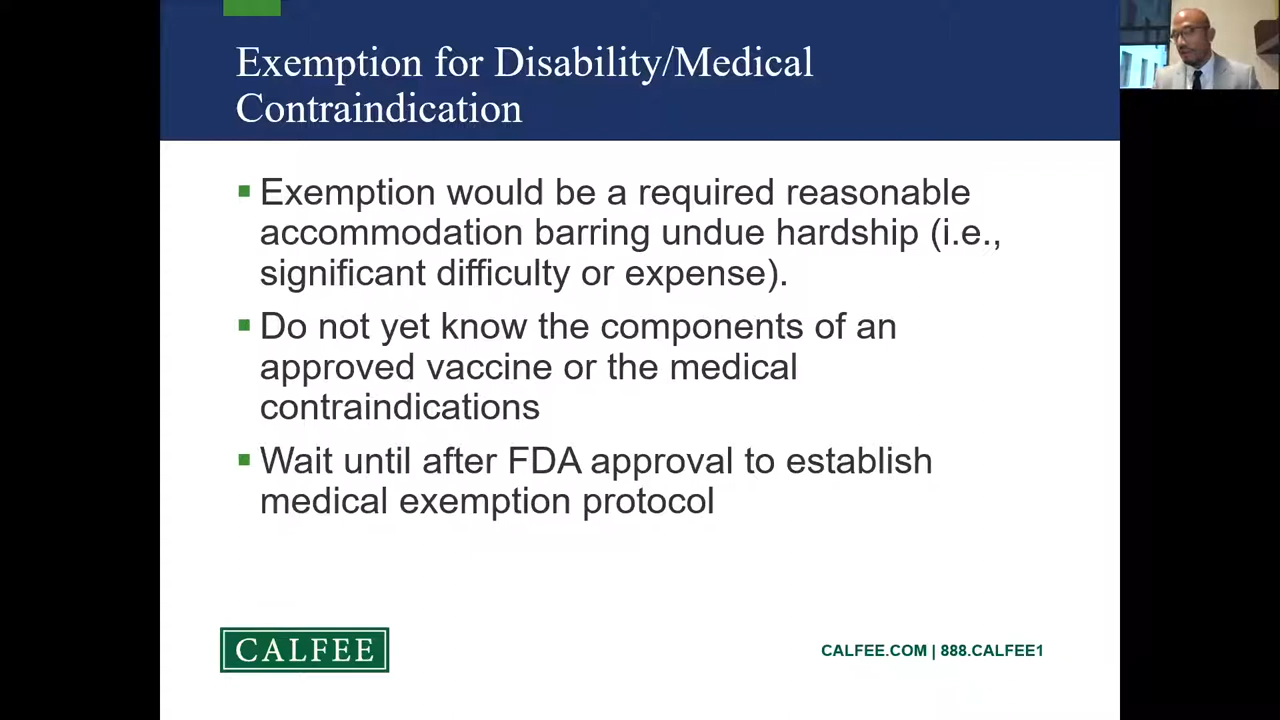 Exemption for Disability/Medical
Contraindication
Exemption would be a required reasonable
accommodation barring undue hardship (i.e.,
significant difficulty or expense).
Do not yet know the components of an
approved vaccine or the medical
contraindications
Wait until after FDA approval to establish
medical exemption protocol
CALFEE
CALFEE.COM | 888.CALFEE1